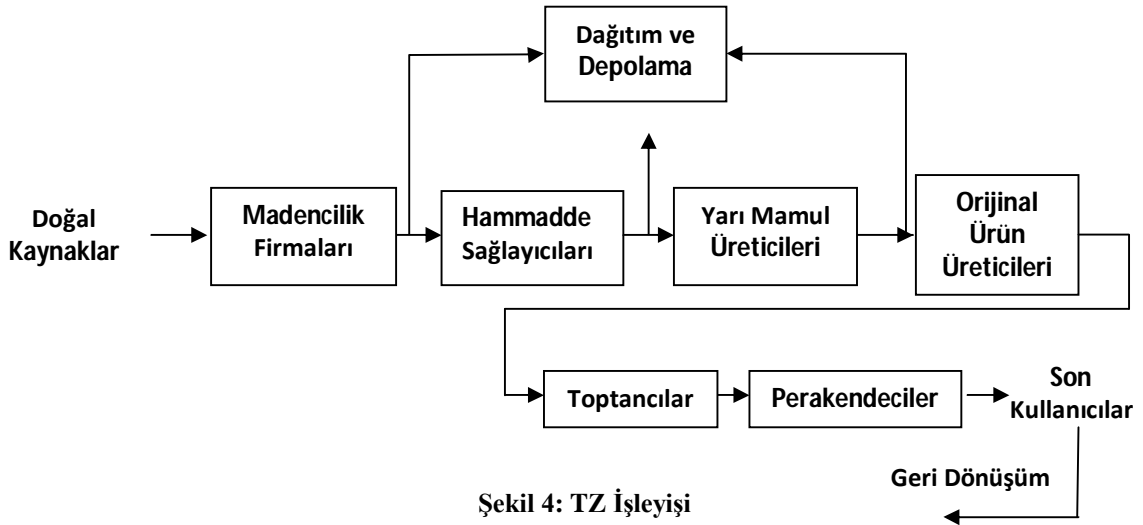 Dağıtım ve
Depolama
Doğal
Kaynaklar
Madencilik
Firmaları
Hammadde
Sağlayıcıları
Yarı Mamul
Üreticileri
Orijinal
Ürün
Üreticileri
Toptancılar
Perakendeciler
Son
Kullanıcılar
Geri Dönüşüm
Şekil 4: TZ İşleyişi